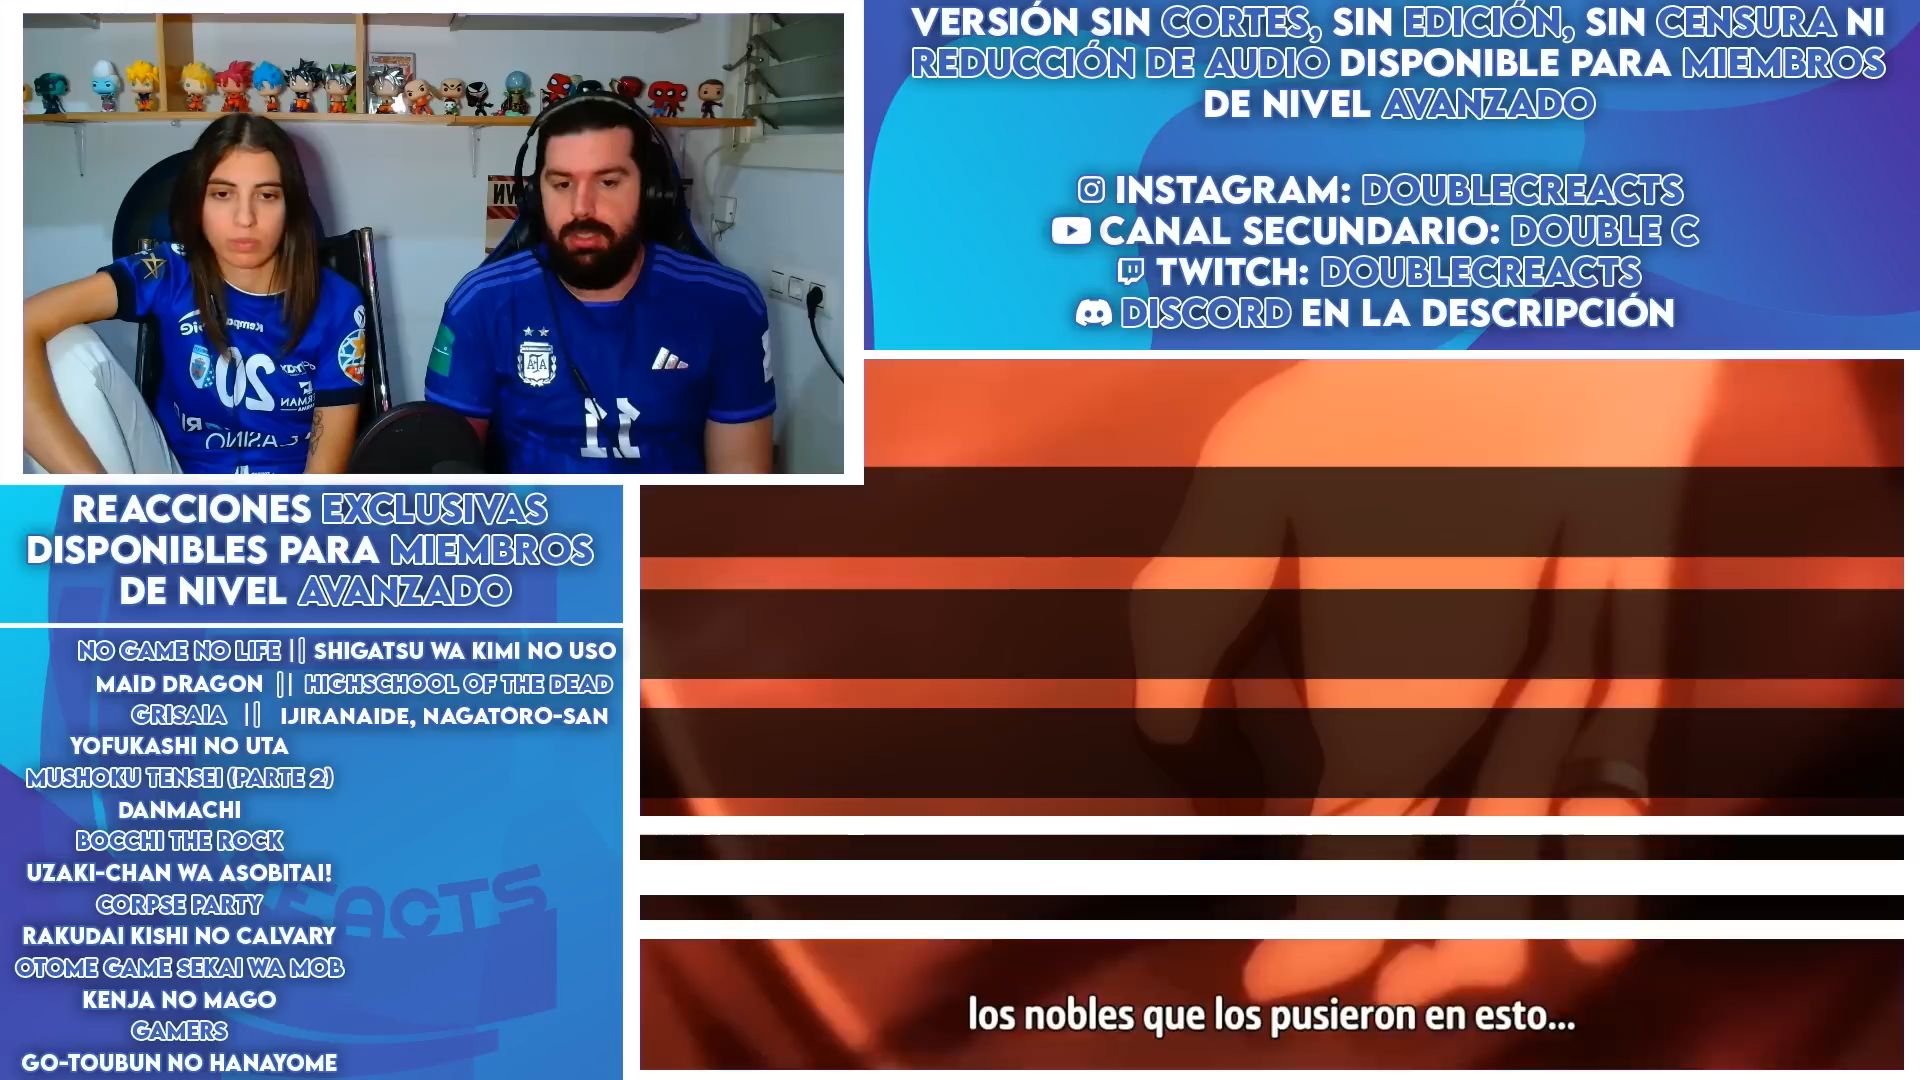 VERSIÓN SIN CORTES, SIN EDICIÓN, SIN CENSURA NI
REDUCCIÓN DE AUDIO DISPONIBLE PARA MIEMBROS
DE NIVEL AVANZADO
INSTAGRAM: DOUBLECREACTS
CANAL SECUNDARIO: DOUBLE C
TWITCH: DOUBLECREACTS
DISCORD EN LA DESCRIPCIÓN
AFA
11
20
REACCIONES EXCLUSIVAS
DISPONIBLES PARA MIEMBROS
DE NIVEL AVANZADO
NO GAME NO LIFE || SHIGATSU WA KIMI NO USO
MAID DRAGON || HIGHSCHOOL OF THE DEAD
GRISAIA || IJIRANAIDE, NAGATORO-SAN
YOFUKASHI NO UTA
MUSHOKU TENSEI (PARTE 2)
DANMACHI
BOCCHI THE ROCK
UZAKI-CHAN WA ASOBITAI!
CORPSE PARTY
RAKUDAI KISHI NO CALVARY
OTOME GAME SEKAI WA MOB
KENJA NO MAGO
GAMERS
GO-TOUBUN NO HANAYOME
los nobles que los pusieron en esto...